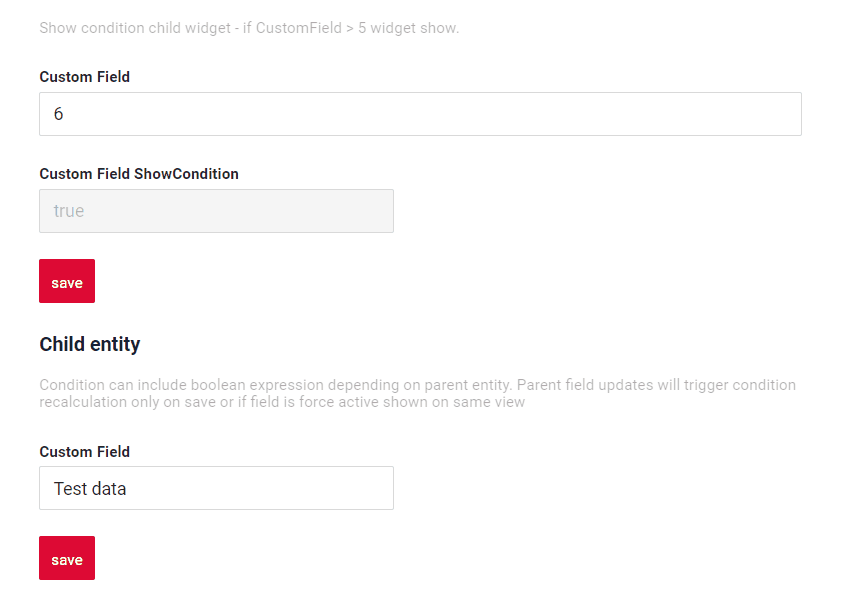 Show condition child widget - if CustomField > 5 widget show.
Custom Field
6
Custom Field ShowCondition
true
save
Child entity
Condition can include boolean expression depending on parent entity. Parent field updates will trigger condition
recalculation only on save or if field is force active shown on same view
Custom Field
Test data
save